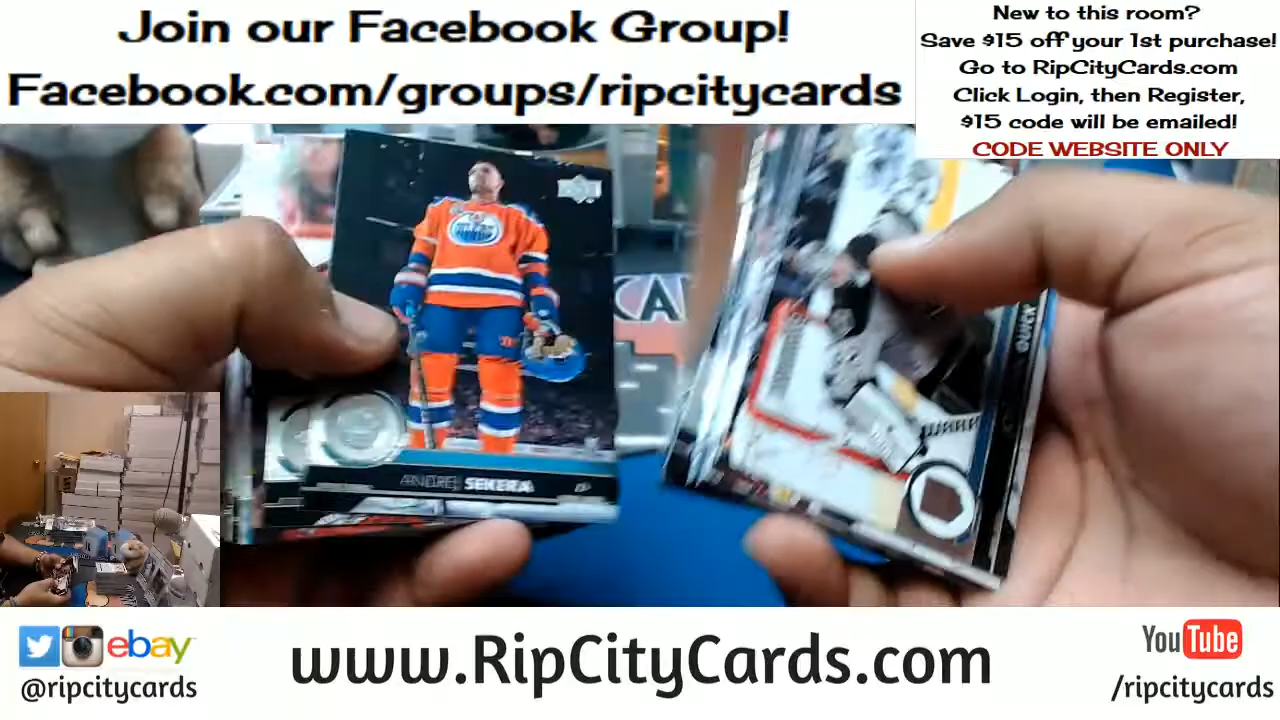 Join our Facebook Group!
Facebook.com/groups/ripcitycards
New to this room?
Save $15 off your 1st purchase!
Go to RipCityCards.com
Click Login, then Register,
$15 code will be emailed!
CODE WEBSITE ONLY
ANDREJ SEKERA
QUICK
ebay
@ripcitycards
www.RipCityCards.com
YouTube
/ripcitycards